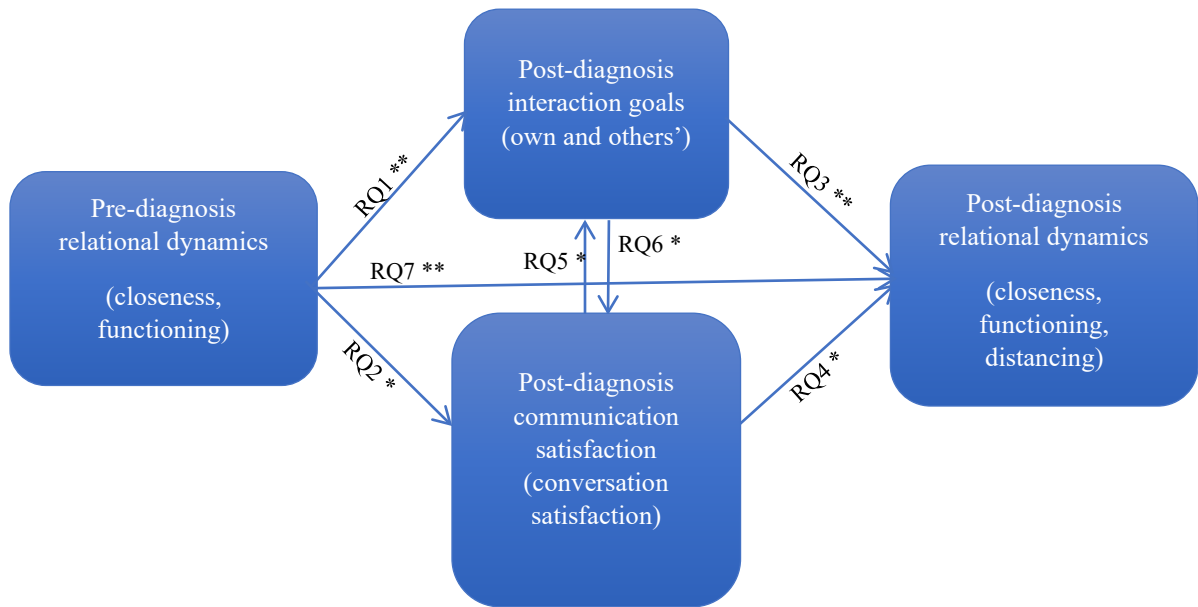 Post-diagnosis
interaction goals
(own and others’)
RQ1 **
RQ3 **
Pre-diagnosis
relational dynamics
(closeness,
functioning)
Post-diagnosis
relational dynamics
(closeness,
functioning,
distancing)
RQ5 *
RQ6 *
RQ7 **
RQ2 *
RQ4 *
Post-diagnosis
communication
satisfaction
(conversation
satisfaction)